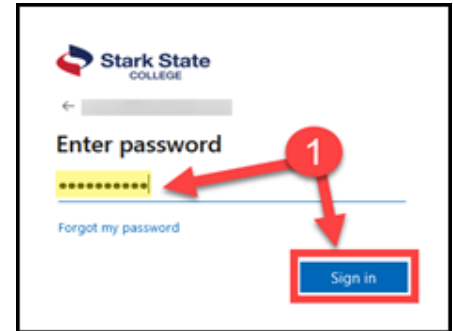 Stark State
COLLEGE
←
Enter password
1
••••••••••
Forgot my password
Sign in